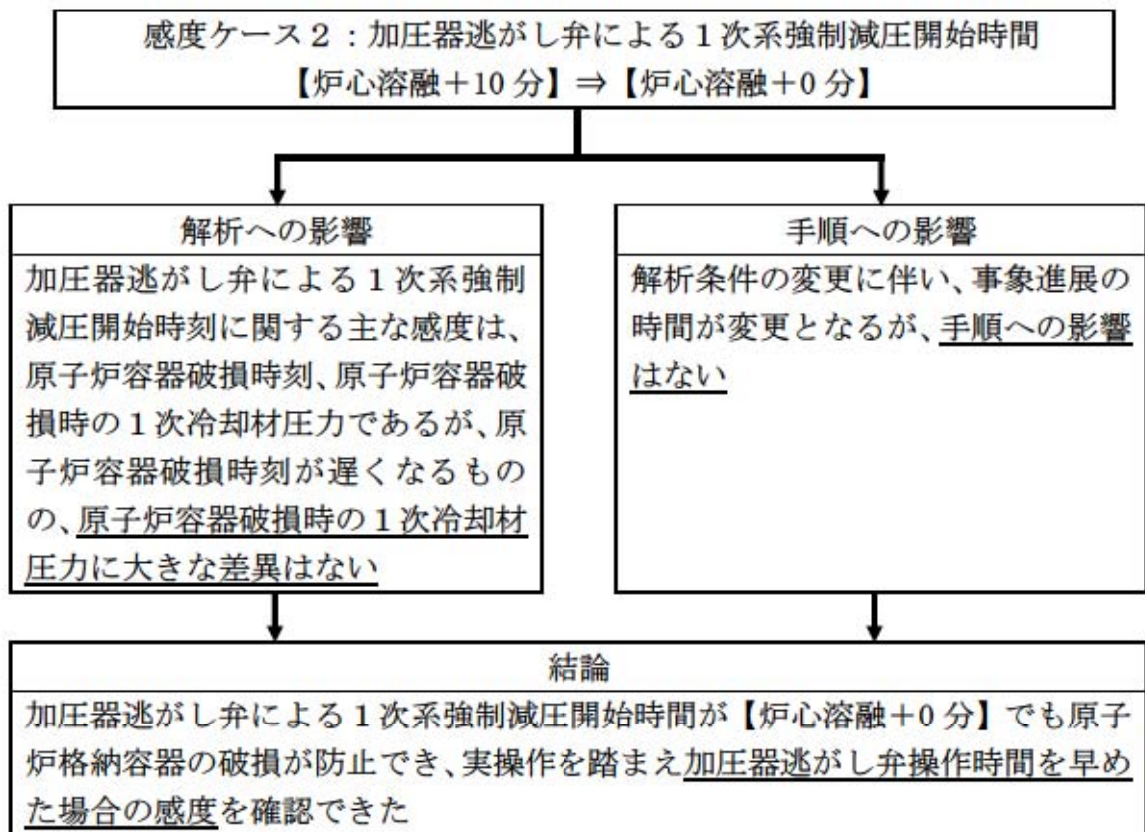 感度ケース２：加圧器逃がし弁による１次系強制減圧開始時間
【炉心溶融＋10 分】⇒【炉心溶融＋0 分】
解析への影響
加圧器逃がし弁による１次系強制
減圧開始時刻に関する主な感度は、
原子炉容器破損時刻、原子炉容器破
損時の１次冷却材圧力であるが、原
子炉容器破損時刻が遅くなるもの
の、原子炉容器破損時の１次冷却材
圧力に大きな差異はない
手順への影響
解析条件の変更に伴い、事象進展の
時間が変更となるが、手順への影響
はない
結論
加圧器逃がし弁による１次系強制減圧開始時間が【炉心溶融＋0 分】でも原子
炉格納容器の破損が防止でき、実操作を踏まえ加圧器逃がし弁操作時間を早め
た場合の感度を確認できた